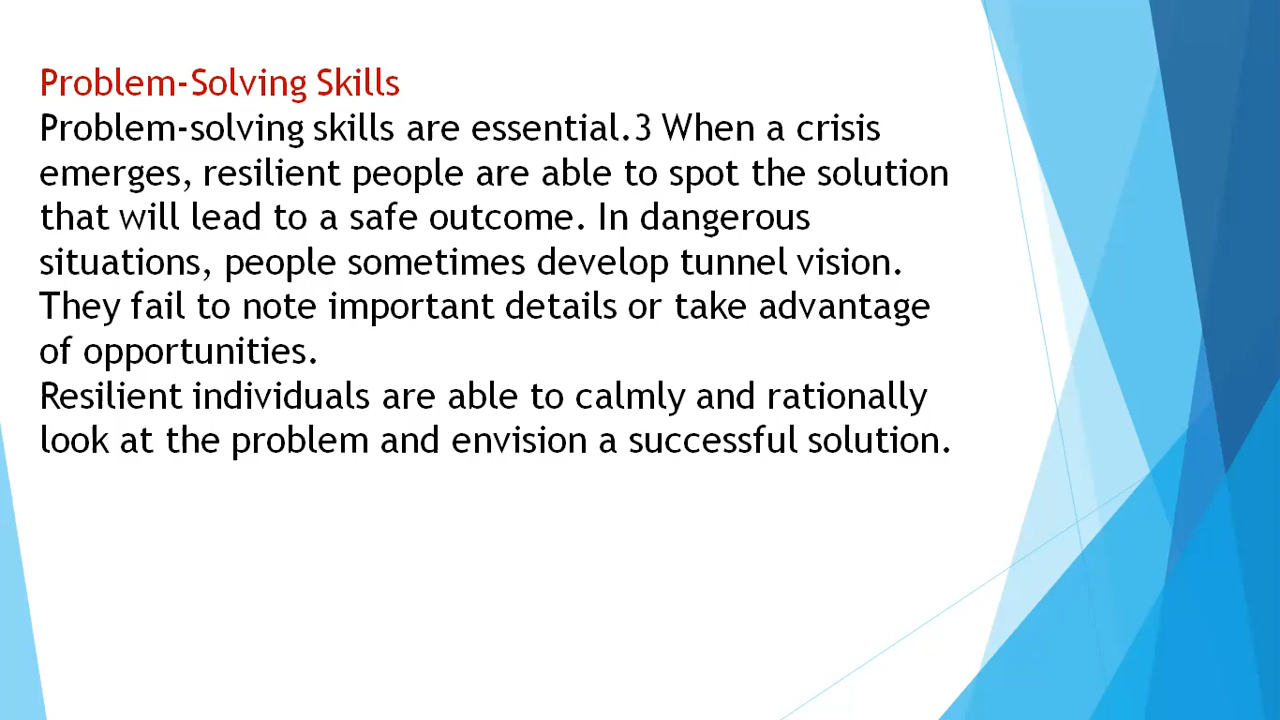 Problem-Solving Skills
Problem-solving skills are essential.3 When a crisis
emerges, resilient people are able to spot the solution
that will lead to a safe outcome. In dangerous
situations, people sometimes develop tunnel vision.
They fail to note important details or take advantage
of opportunities.
Resilient individuals are able to calmly and rationally
look at the problem and envision a successful solution.